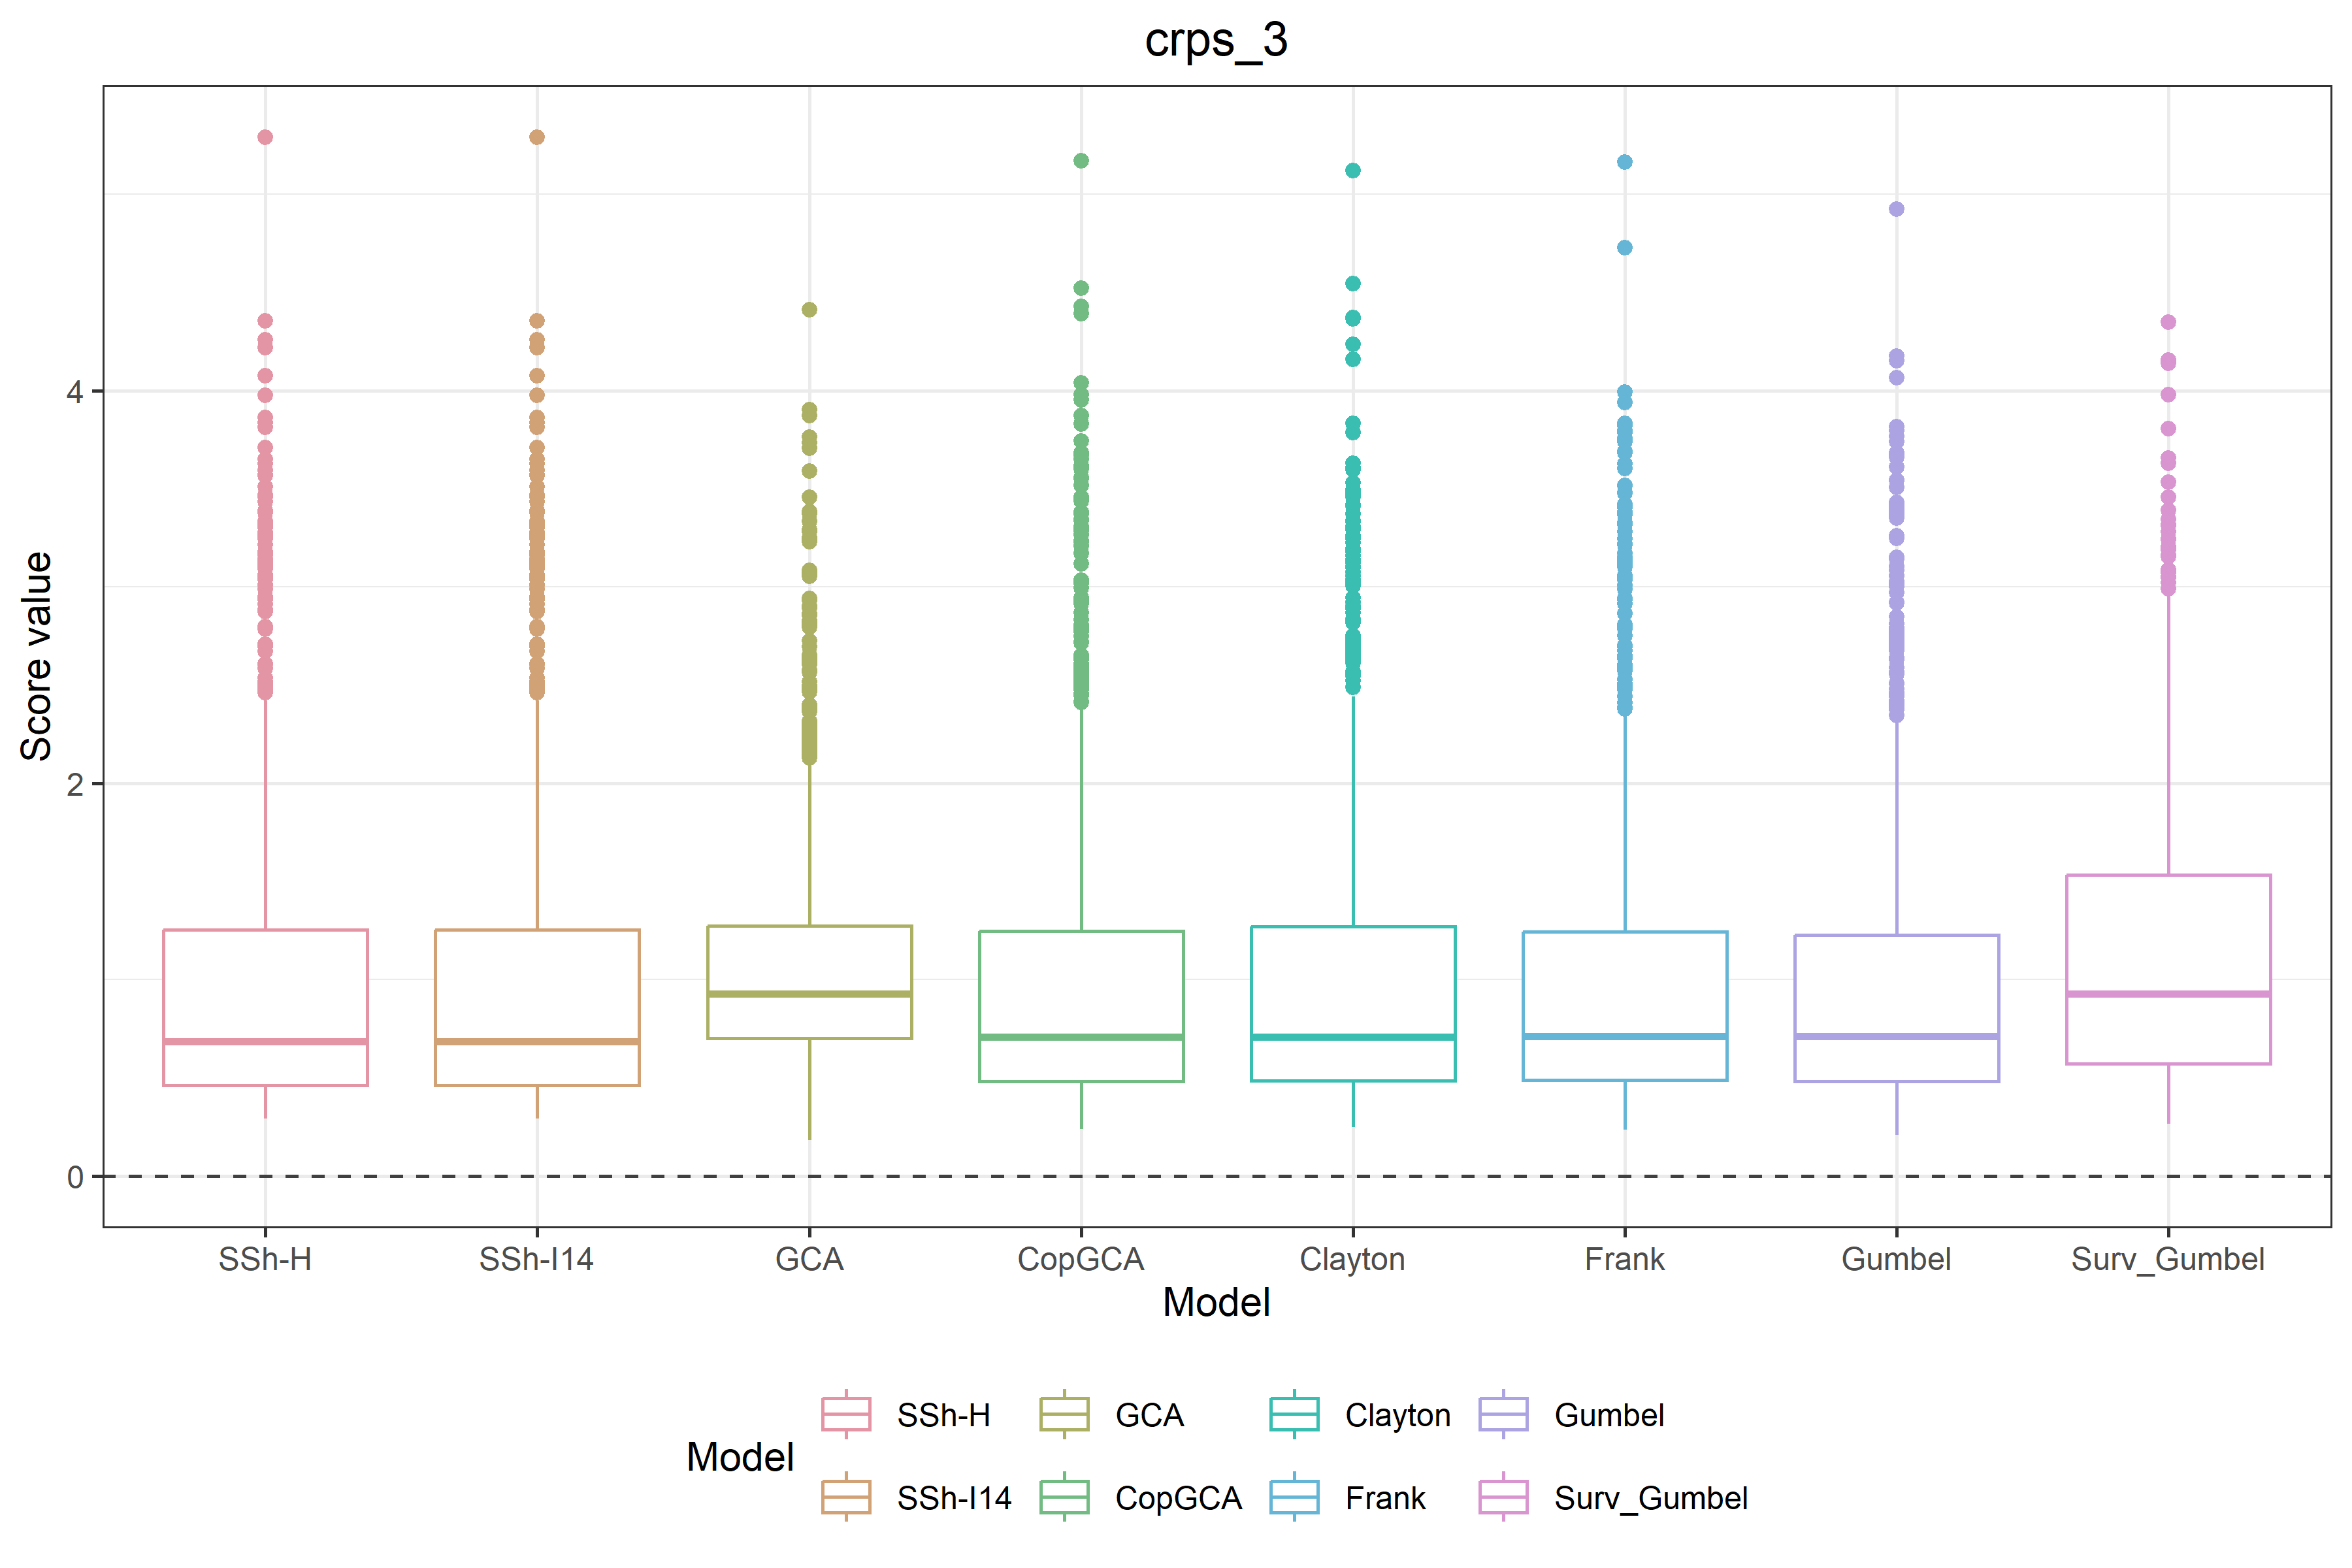 crps_3
Score value
4
2
0
SSh-H SSh-I14 GCA CopGCA Clayton Frank Gumbel Surv_Gumbel
Model
Model
SSh-H GCA Clayton Gumbel
SSh-I14 CopGCA Frank Surv_Gumbel